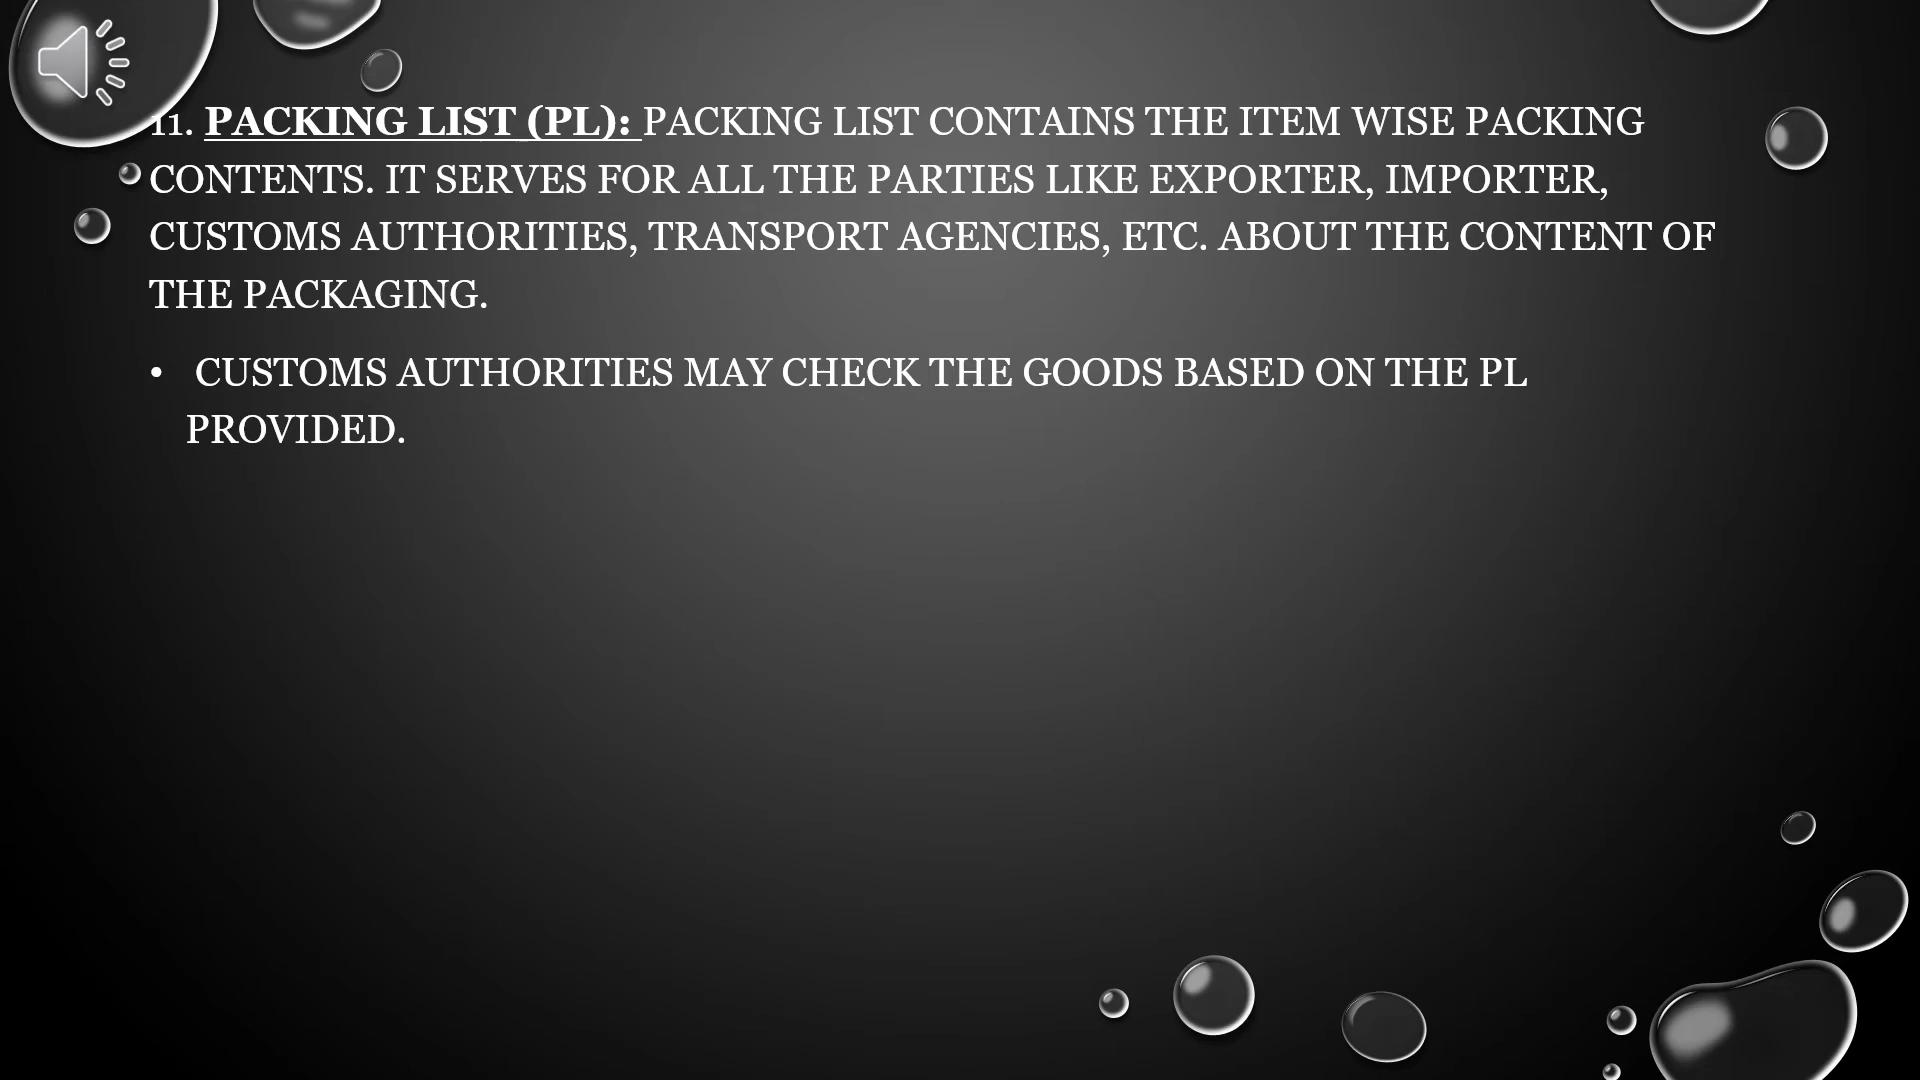 11. PACKING LIST (PL): PACKING LIST CONTAINS THE ITEM WISE PACKING
CONTENTS. IT SERVES FOR ALL THE PARTIES LIKE EXPORTER, IMPORTER,
CUSTOMS AUTHORITIES, TRANSPORT AGENCIES, ETC. ABOUT THE CONTENT OF
THE PACKAGING.
• CUSTOMS AUTHORITIES MAY CHECK THE GOODS BASED ON THE PL
PROVIDED.